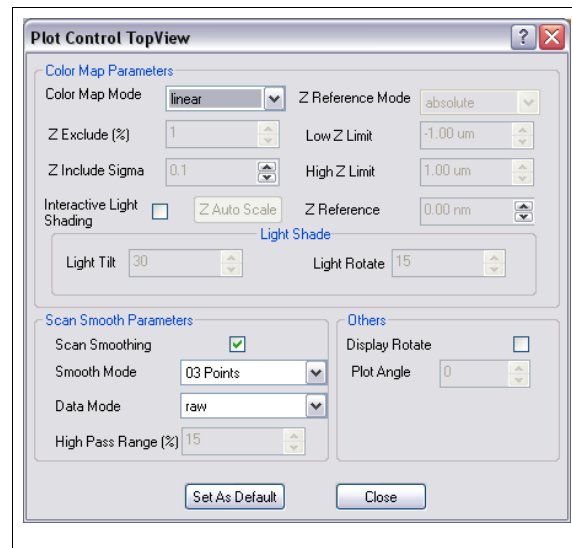 Plot Control TopView
Color Map Parameters
Color Map Mode linear Z Reference Mode absolute
Z Exclude (%) 1 Low Z Limit -1.00 um
Z Include Sigma 0.1 High Z Limit 1.00 um
Interactive Light
Shading Z Auto Scale Z Reference 0.00 nm
Light Shade
Light Tilt 30 Light Rotate 15
Scan Smooth Parameters Others
Scan Smoothing Display Rotate
Smooth Mode 03 Points Plot Angle 0
Data Mode raw
High Pass Range (%) 15
Set As Default Close